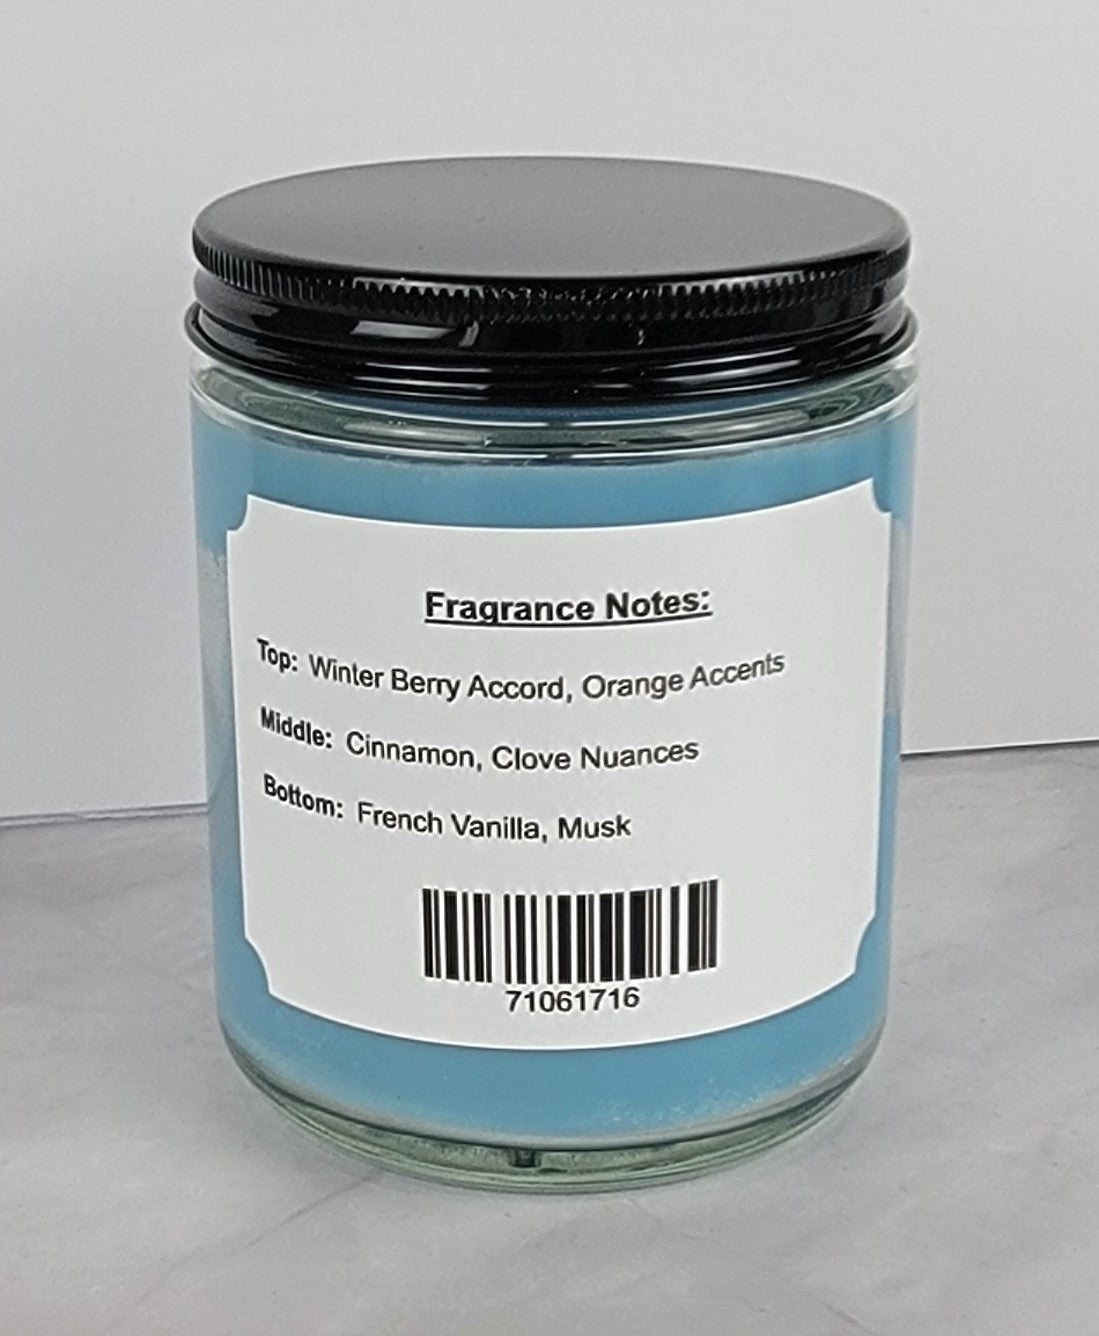 Fragrance Notes:
Top: Winter Berry Accord, Orange Accents
Middle: Cinnamon, Clove Nuances
Bottom: French Vanilla, Musk
71061716